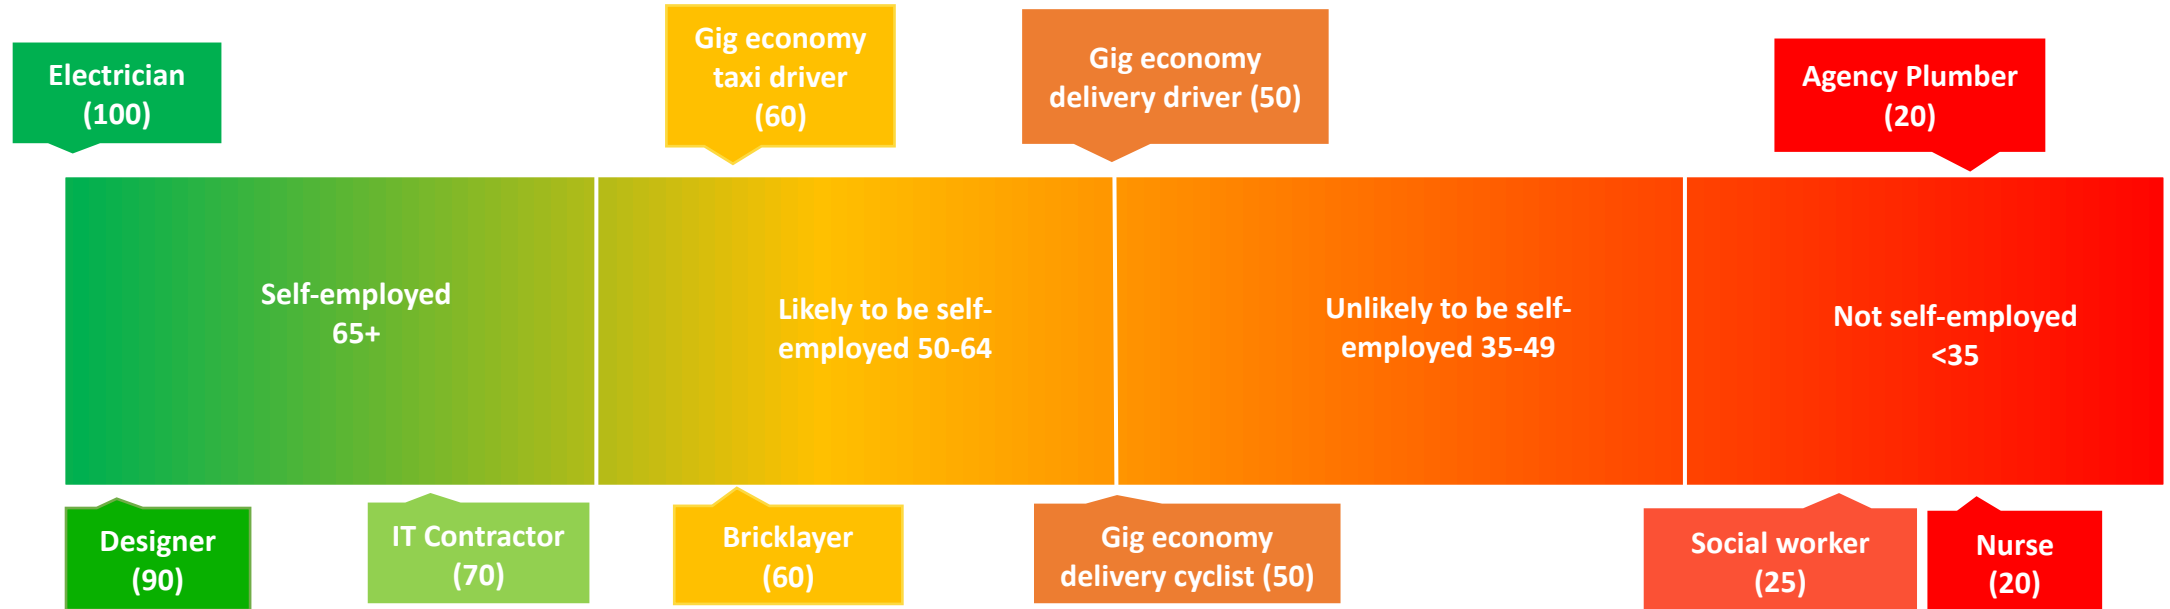 Electrician
(100)
Gig economy
taxi driver
(60)
Gig economy
delivery driver (50)
Agency Plumber
(20)
Self-employed
65+
Likely to be self-
employed 50-64
Unlikely to be self-
employed 35-49
Not self-employed
<35
Designer
(90)
IT Contractor
(70)
Bricklayer
(60)
Gig economy
delivery cyclist (50)
Social worker
(25)
Nurse
(20)